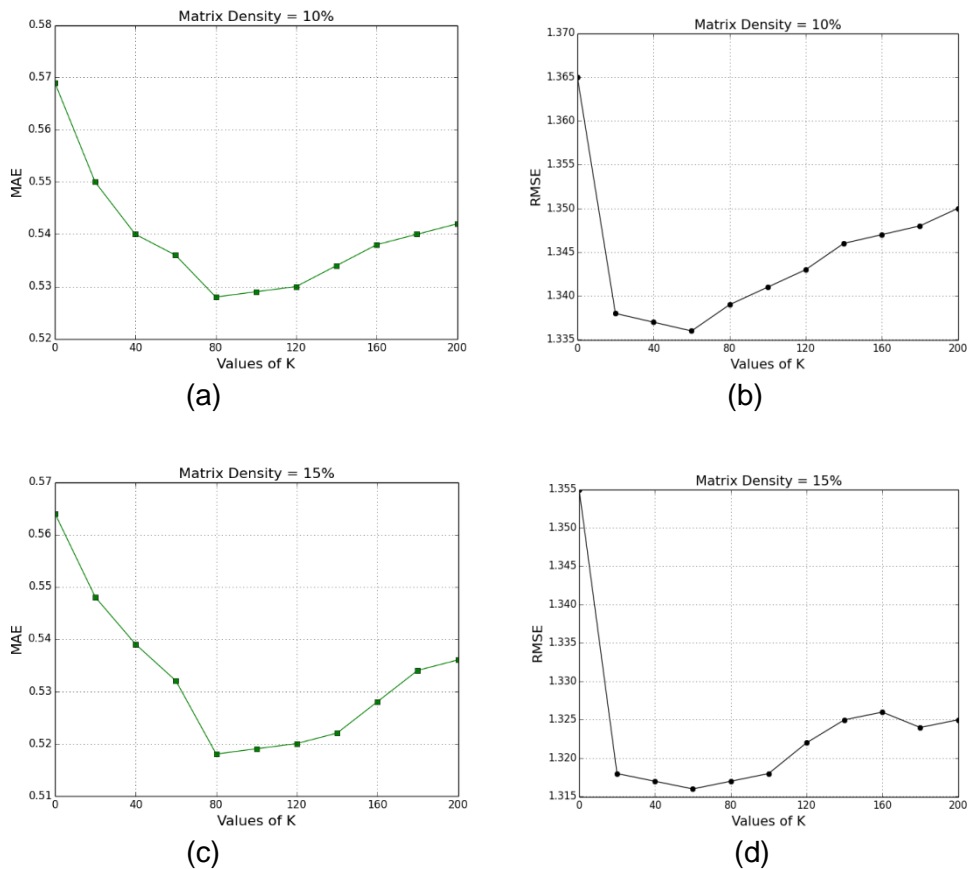 Matrix Density = 10%
0.58
0.57
0.56
0.55
0.54
0.53
0.52
MAE
0 40 80 120 160 200
Values of K
(a)
Matrix Density = 10%
1.370
1.365
1.360
1.355
1.350
1.345
1.340
1.335
RMSE
0 40 80 120 160 200
Values of K
(b)
Matrix Density = 15%
0.57
0.56
0.55
0.54
0.53
0.52
0.51
MAE
0 40 80 120 160 200
Values of K
(c)
Matrix Density = 15%
1.355
1.350
1.345
1.340
1.335
1.330
1.325
1.320
1.315
RMSE
0 40 80 120 160 200
Values of K
(d)